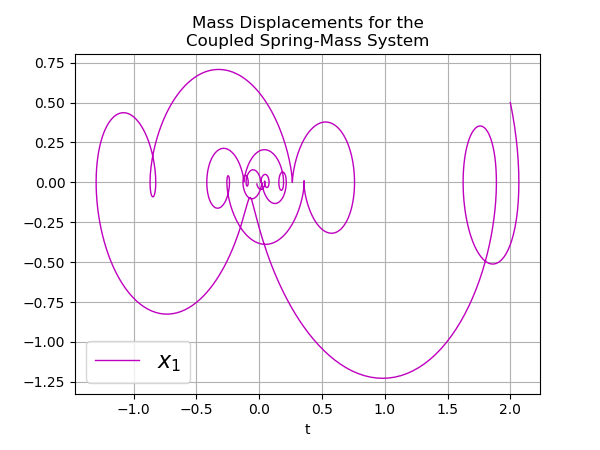 Mass Displacements for the
Coupled Spring-Mass System
0.75
0.50
0.25
0.00
−0.25
−0.50
−0.75
−1.00
−1.25
x₁
−1.0 −0.5 0.0 0.5 1.0 1.5 2.0
t